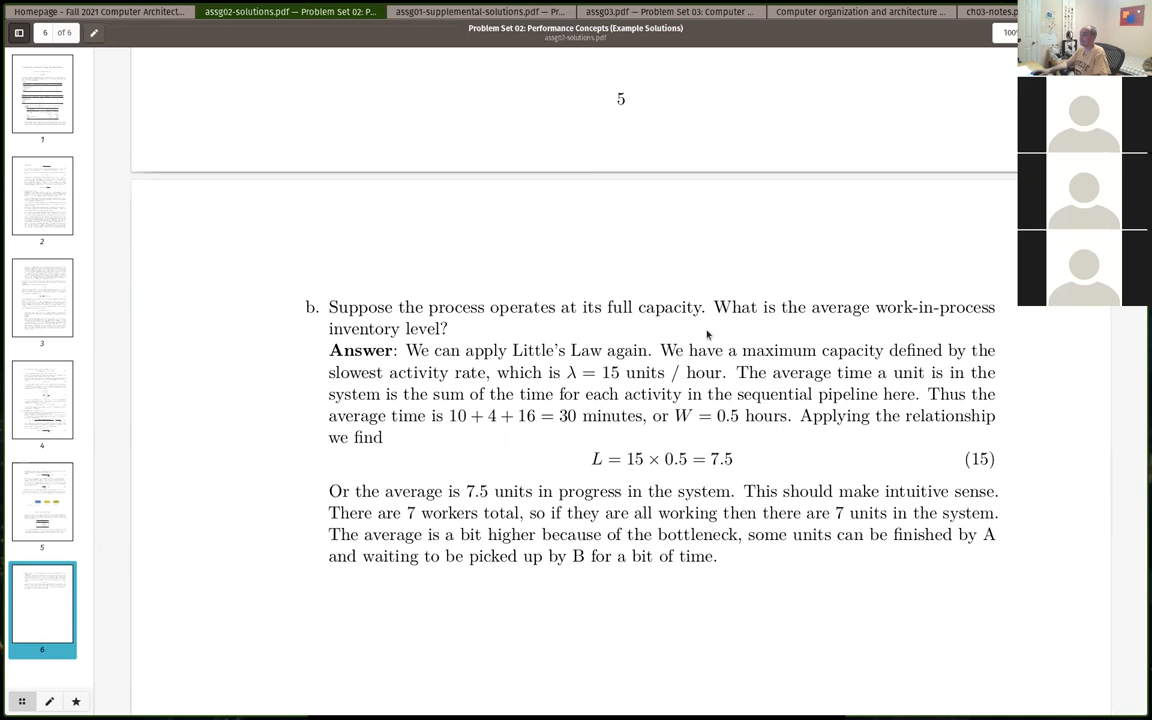 Homepage - Fall 2021 Computer Architect...
assg02-solutions.pdf — Problem Set 02: P...
assg01-supplemental-solutions.pdf — Pr...
assg03.pdf — Problem Set 03: Computer ...
Computer organization and architecture ...
ch03-notes.p
6 of 6
Problem Set 02: Performance Concepts (Example Solutions)
assg02-solutions.pdf
100%
1
2
3
4
5
6
5
b. Suppose the process operates at its full capacity. What is the average work-in-process
inventory level?
Answer: We can apply Little's Law again. We have a maximum capacity defined by the
slowest activity rate, which is λ = 15 units / hour. The average time a unit is in the
system is the sum of the time for each activity in the sequential pipeline here. Thus the
average time is 10 + 4 + 16 = 30 minutes, or W = 0.5 hours. Applying the relationship
we find
L = 15 × 0.5 = 7.5 (15)
Or the average is 7.5 units in progress in the system. This should make intuitive sense.
There are 7 workers total, so if they are all working then there are 7 units in the system.
The average is a bit higher because of the bottleneck, some units can be finished by A
and waiting to be picked up by B for a bit of time.